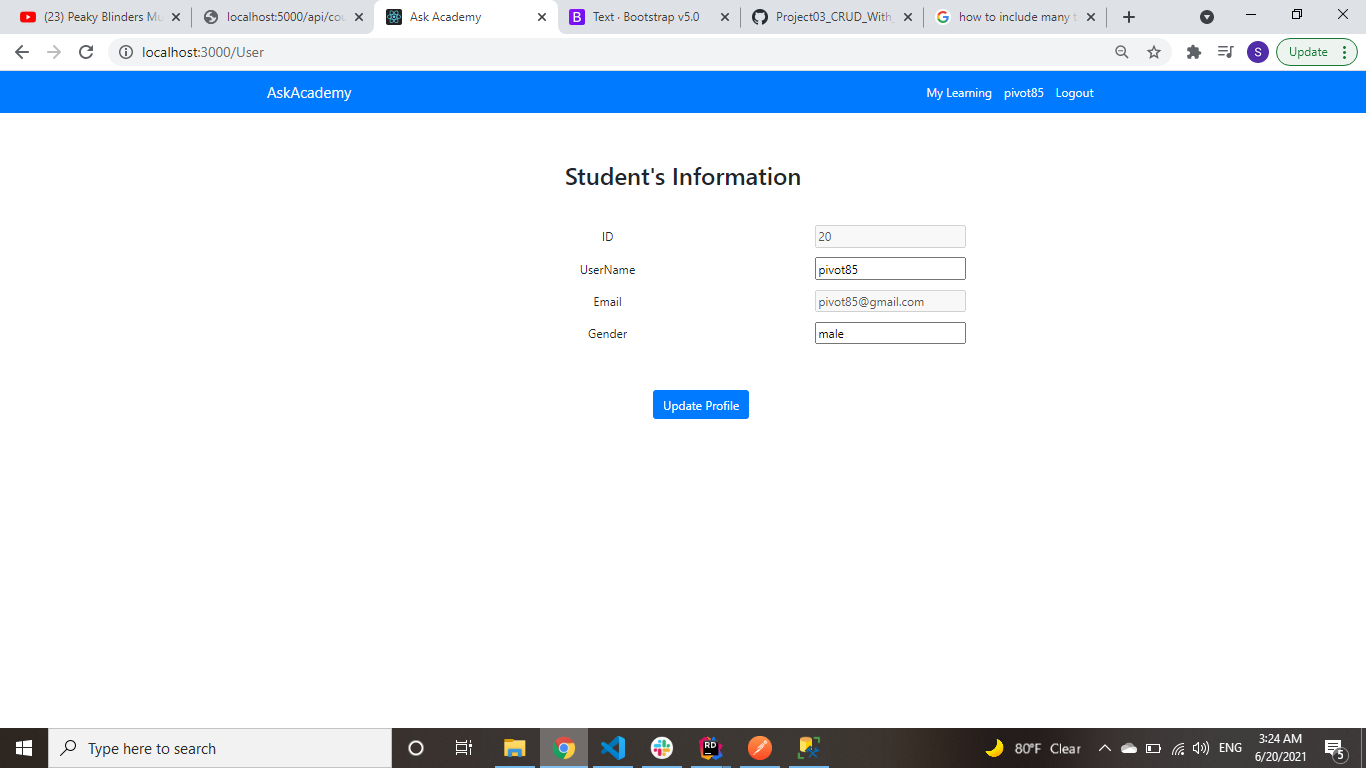 (23) Peaky Blinders Mu
localhost:5000/api/cou
Ask Academy
Text · Bootstrap v5.0
Project03_CRUD_With
how to include many t
localhost:3000/User
S
Update
AskAcademy
My Learning
pivot85
Logout
Student's Information
ID
20
UserName
pivot85
Email
pivot85@gmail.com
Gender
male
Update Profile
Type here to search
RD
80°F Clear
ENG
3:24 AM
6/20/2021
5